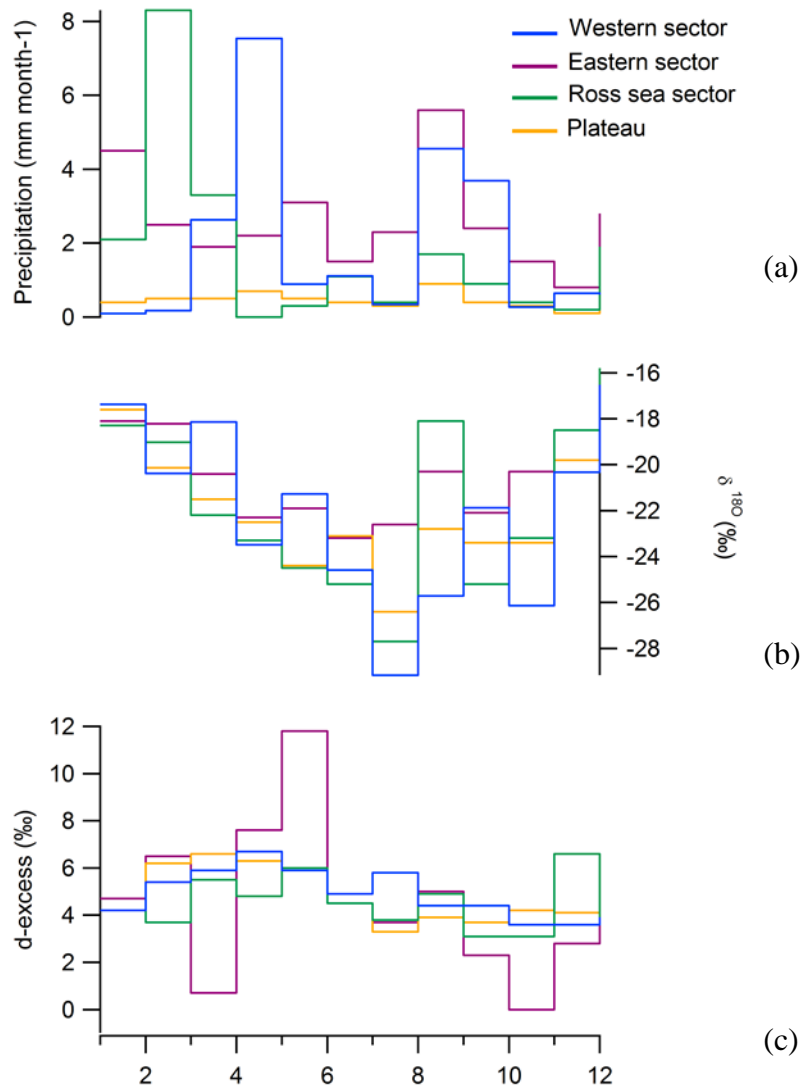 8
6
4
2
0
Precipitation (mm month-1)
Western sector
Eastern sector
Ross sea sector
Plateau
(a)
-16
-18
-20
-22
-24
-26
-28
δ 18O (‰)
(b)
12
10
8
6
4
2
0
d-excess (‰)
2 4 6 8 10 12
(c)